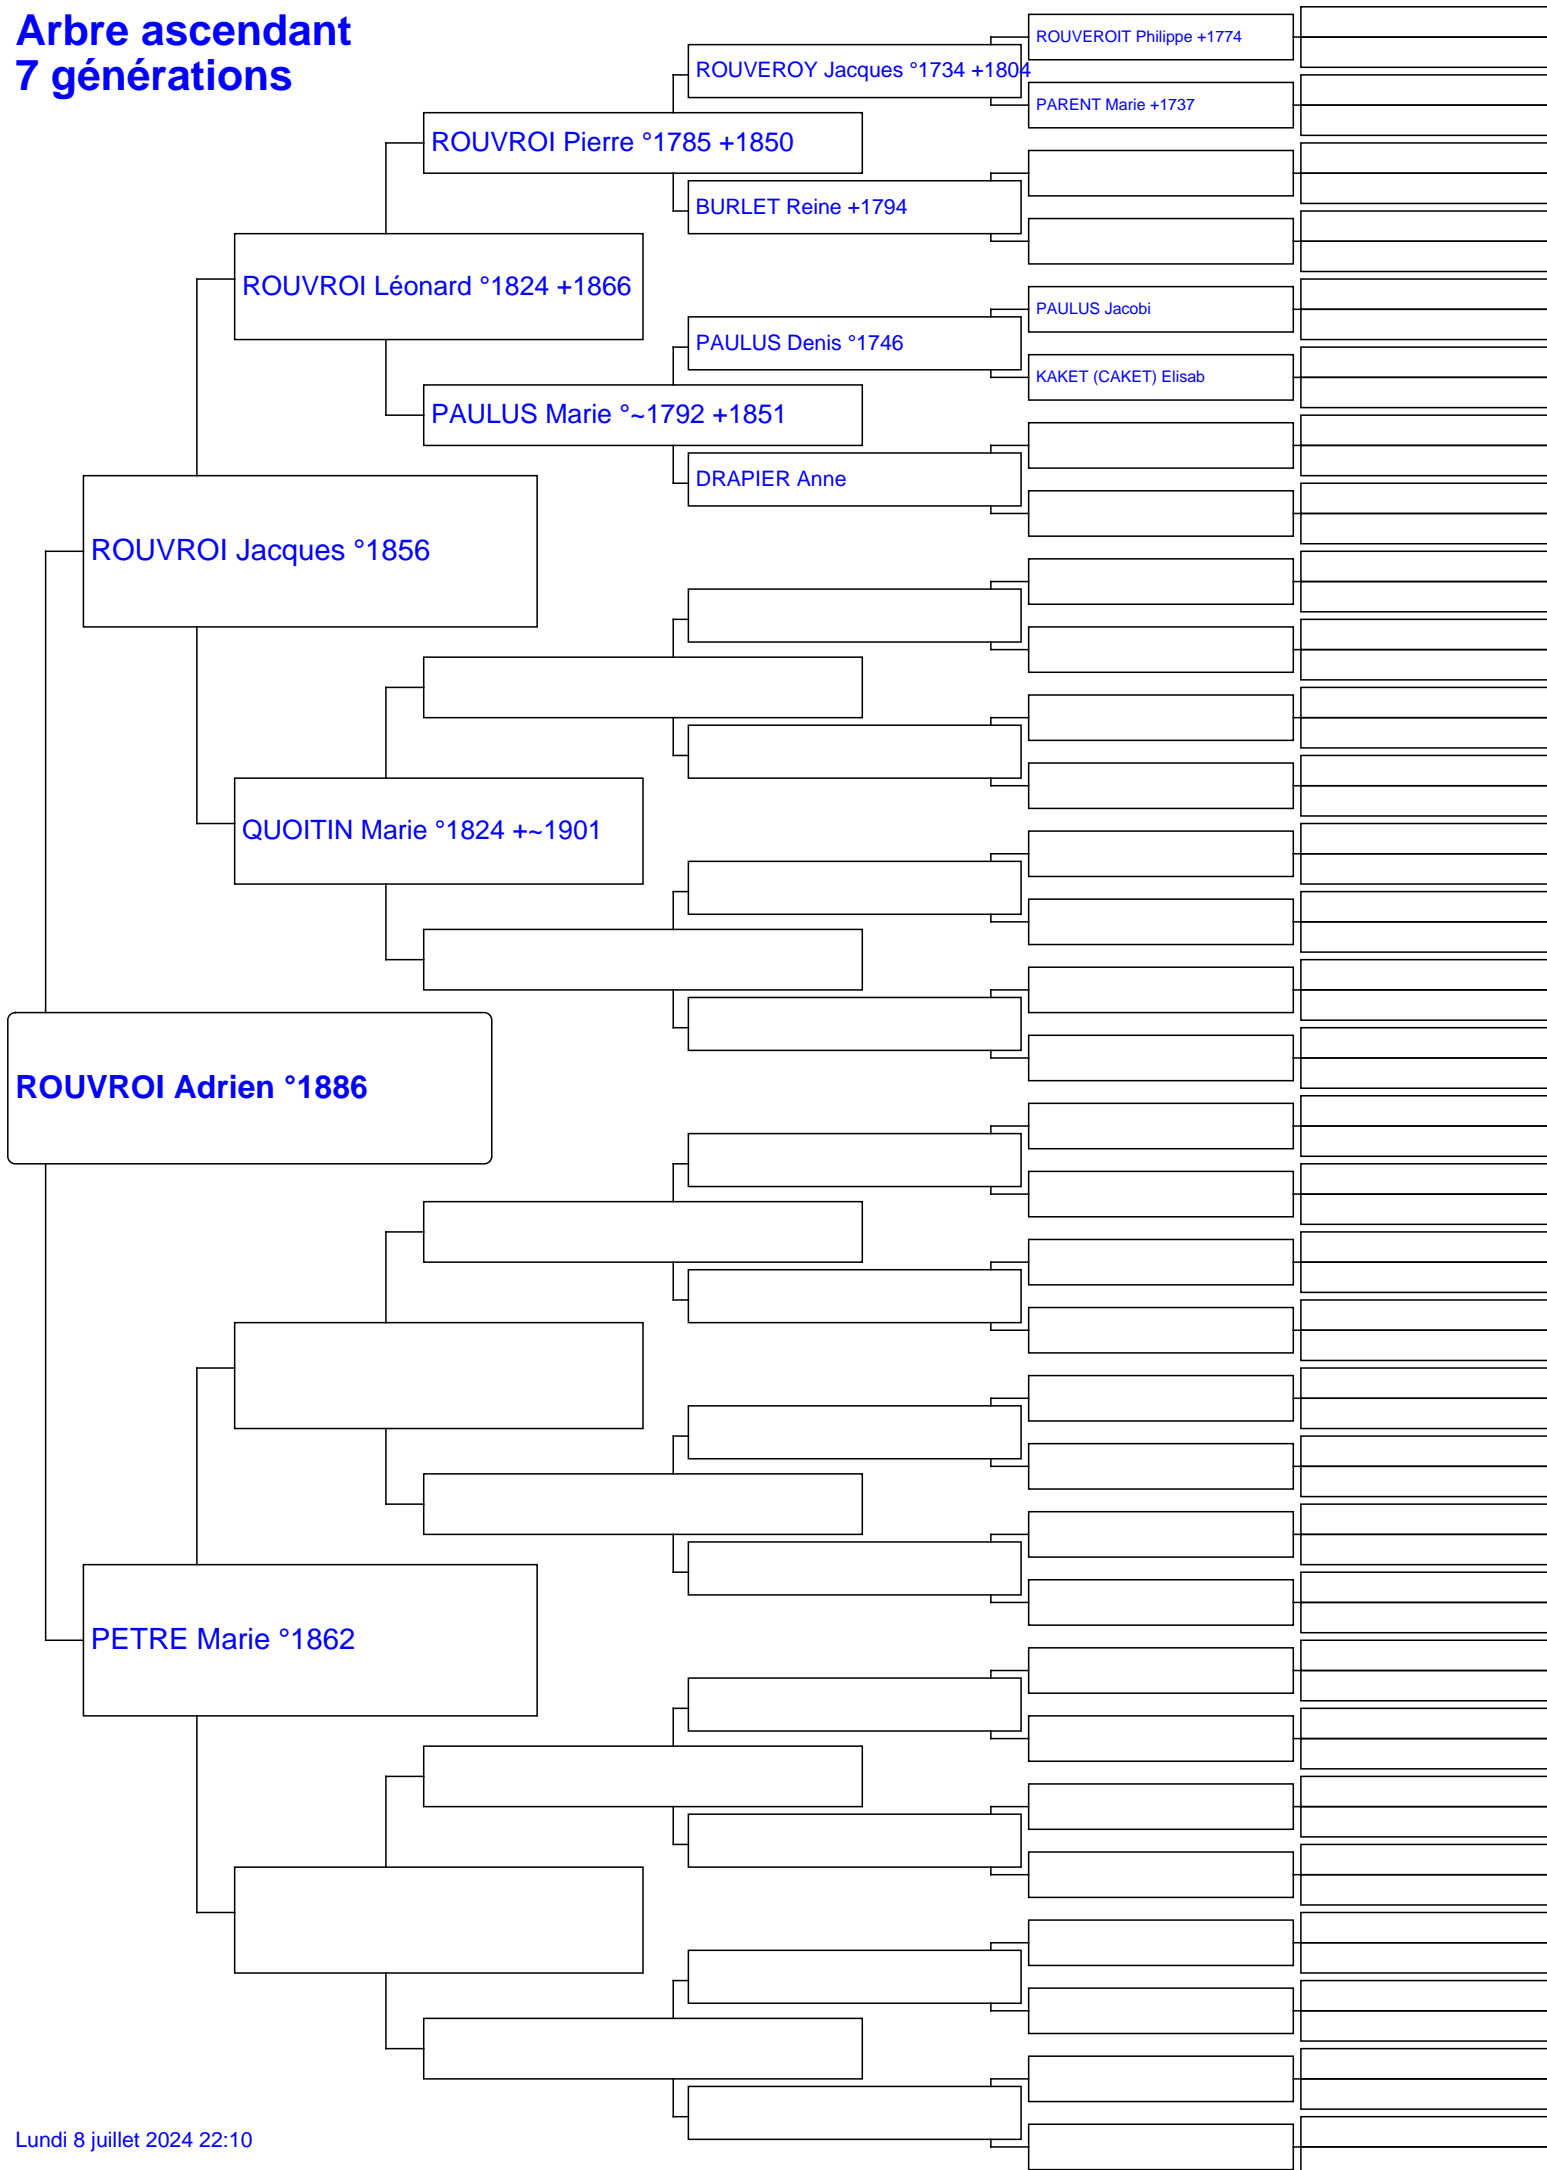 Arbre ascendant
7 générations
ROUVEROIT Philippe +1774
ROUVEROY Jacques °1734 +1804
PARENT Marie +1737
ROUVROI Pierre °1785 +1850
BURLET Reine +1794
ROUVROI Léonard °1824 +1866
PAULUS Jacobi
PAULUS Denis °1746
KAKET (CAKET) Elisab
PAULUS Marie °~1792 +1851
DRAPIER Anne
ROUVROI Jacques °1856
QUOITIN Marie °1824 +~1901
ROUVROI Adrien °1886
PETRE Marie °1862
Lundi 8 juillet 2024 22:10